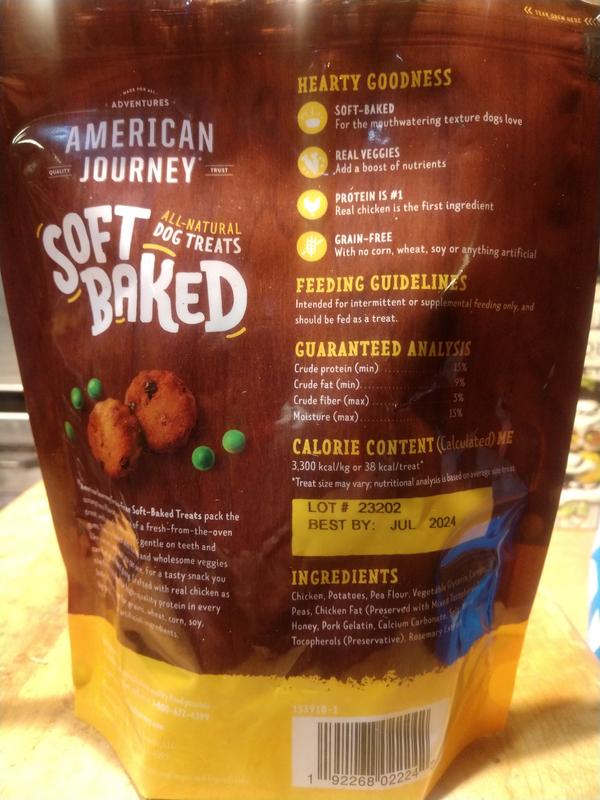 TEAR OPEN HERE
MADE FOR ALL
ADVENTURES
AMERICAN
JOURNEY
QUALITY TRUST
SOFT
BAKED
ALL-NATURAL
DOG TREATS
Soft-Baked Treats pack the
of a fresh-from-the-oven
gentle on teeth and
and wholesome veggies
For a tasty snack you
crafted with real chicken as
quality protein in every
grains, wheat, corn, soy,
artificial ingredients.
HEARTY GOODNESS
SOFT-BAKED
For the mouthwatering texture dogs love
REAL VEGGIES
Add a boost of nutrients
PROTEIN IS #1
Real chicken is the first ingredient
GRAIN-FREE
With no corn, wheat, soy or anything artificial
FEEDING GUIDELINES
Intended for intermittent or supplemental feeding only, and
should be fed as a treat.
GUARANTEED ANALYSIS
Crude protein (min) .................. 15%
Crude fat (min)........................ 9%
Crude fiber (max) .................... 5%
Moisture (max)........................ 15%
CALORIE CONTENT (Calculated) ME
3,300 kcal/kg or 38 kcal/treat*
*Treat size may vary; nutritional analysis is based on average size treat.
LOT # 23202
BEST BY: JUL 2024
INGREDIENTS
Chicken, Potatoes, Pea Flour, Vegetable Glycerin,
Peas, Chicken Fat (Preserved with Mixed Tocopherols
Honey, Pork Gelatin, Calcium Carbonate,
Tocopherols (Preservative), Rosemary Extract
153910-1
1 92268 02224